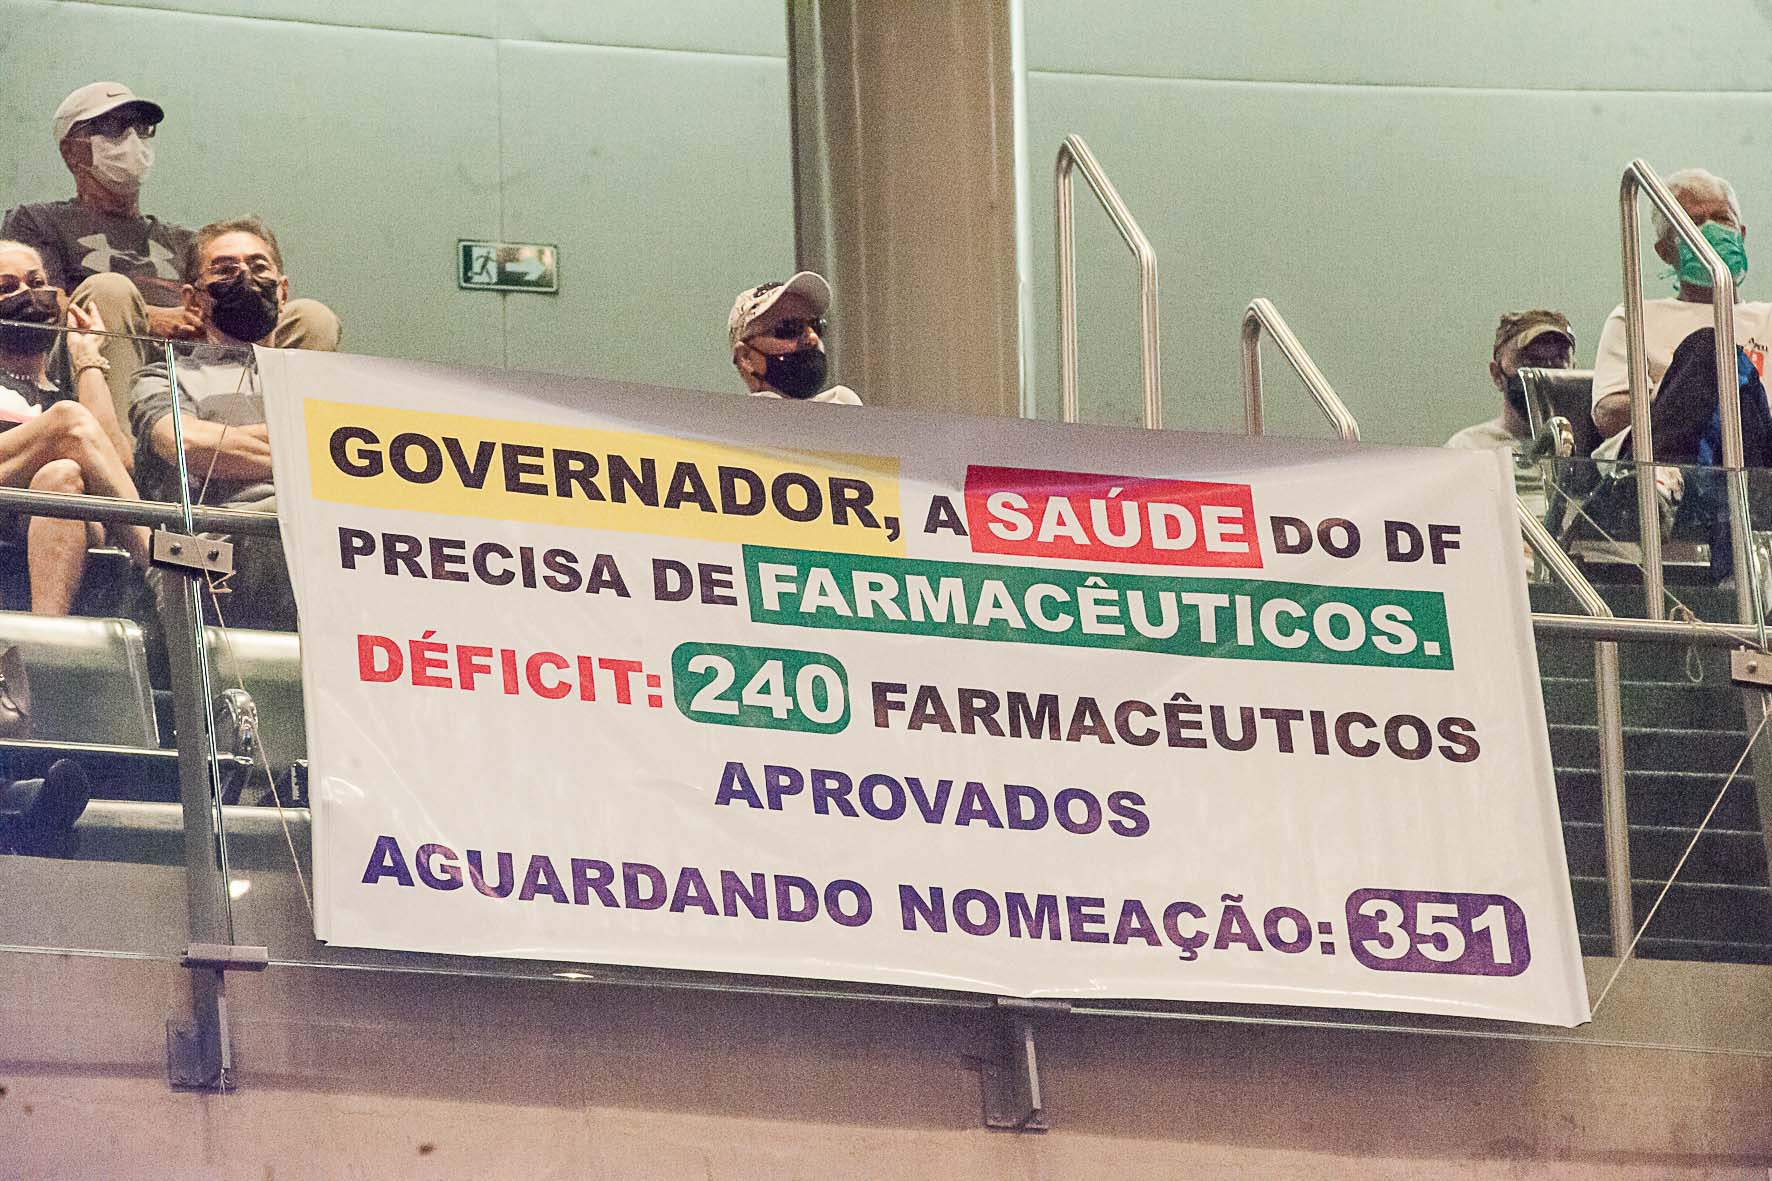 GOVERNADOR, A SAÚDE DO DF
PRECISA DE FARMACÊUTICOS.
DÉFICIT: 240 FARMACÊUTICOS
APROVADOS
AGUARDANDO NOMEAÇÃO: 351